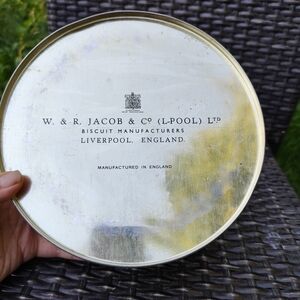 W. & R. JACOB & CO (L-POOL) LTD
BISCUIT MANUFACTURERS
LIVERPOOL, ENGLAND.
MANUFACTURED IN ENGLAND